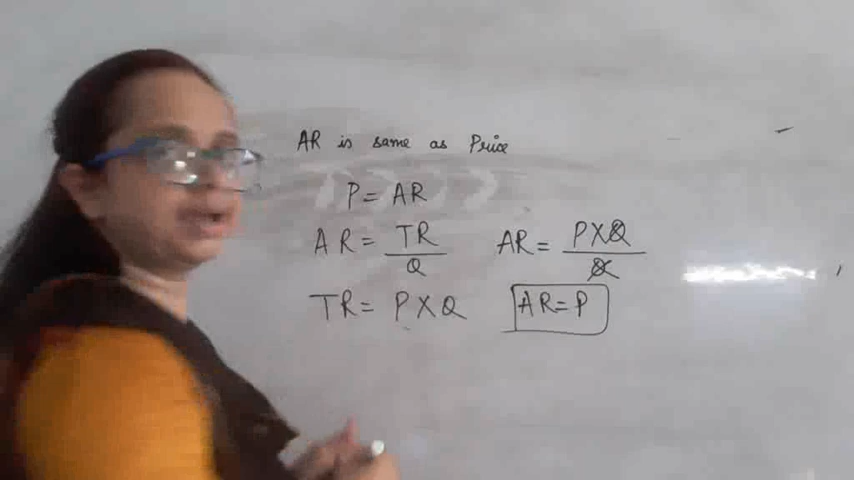 AR is same as Price
P = AR
AR = TR / Q AR = P X Q / Q
TR = P X Q AR = P